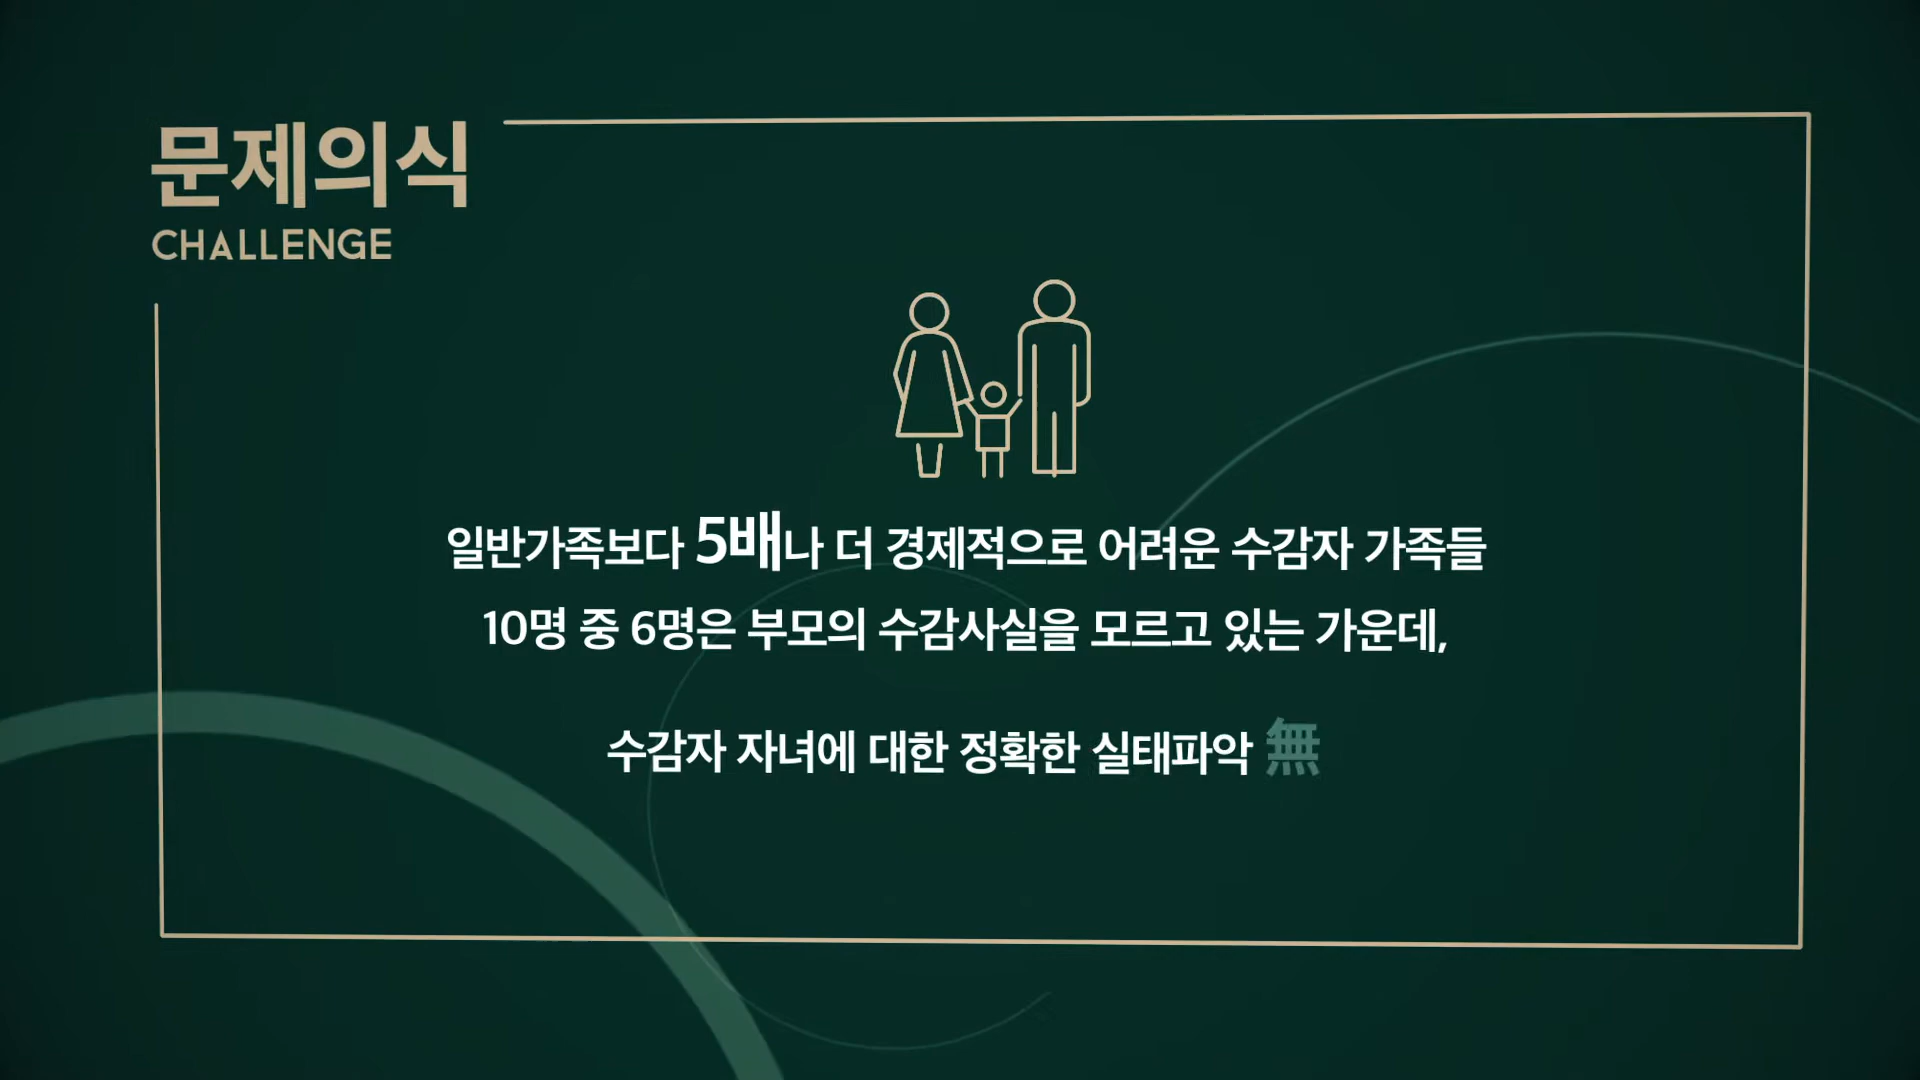 문제의식
CHALLENGE
일반가족보다 5배나 더 경제적으로 어려운 수감자 가족들
10명 중 6명은 부모의 수감사실을 모르고 있는 가운데,
수감자 자녀에 대한 정확한 실태파악 無